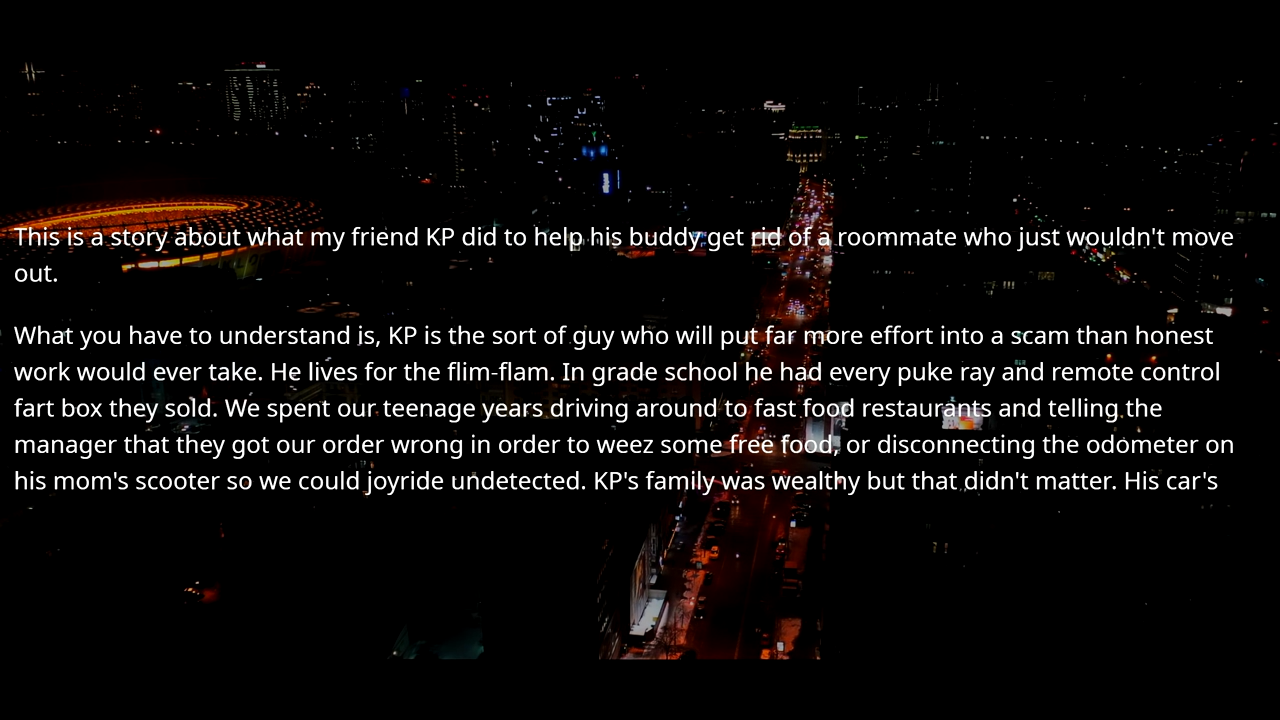 This is a story about what my friend KP did to help his buddy get rid of a roommate who just wouldn't move
out.
What you have to understand is, KP is the sort of guy who will put far more effort into a scam than honest
work would ever take. He lives for the flim-flam. In grade school he had every puke ray and remote control
fart box they sold. We spent our teenage years driving around to fast food restaurants and telling the
manager that they got our order wrong in order to weez some free food, or disconnecting the odometer on
his mom's scooter so we could joyride undetected. KP's family was wealthy but that didn't matter. His car's